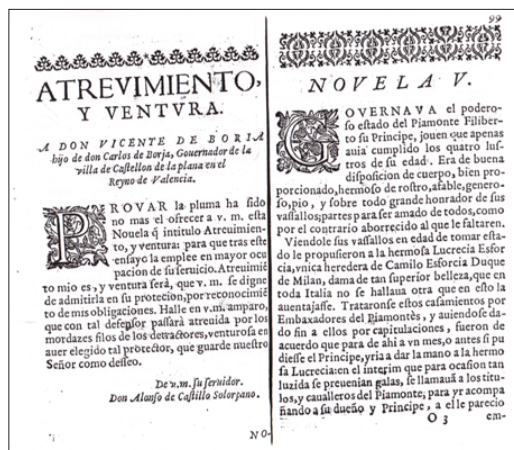 ATREVIMIENTO,
Y VENTVRA.
A DON VICENTE DE BORIA
hijo de don Carlos de Borja, Gouernador de la
villa de Castellon de la plana en el
Reyno de Valencia.
PROVAR la pluma ha sido
no mas el ofrecer a v. m. esta
Nouela q̃ intitulo Atreuimien-
to, y ventura: para que tras este
ensayo la emplee en mayor ocu
pacion de su seruicio. Atreuimiẽ
to mio es, y ventura serà, que v. m. se digne
de admitirla en su proteciõ, por reconocimiẽ
to de mis obligaciones. Halle en v. m. amparo,
que con tal defensor passarà atreuida por los
mordazes filos de los detractores, venturosa en
auer elegido tal protector, que guarde nuestro
Señor como desseo.
De v.m. su seruidor.
Don Alonso de Castillo Solorçano.
NO-
99
NOVELA V.
GOVERNAVA el podero-
so estado del Piamonte Filiber-
to su Principe, jouen que apenas
auia cumplido los quatro lus-
tros de su edad. Era de buena
disposicion de cuerpo, bien pro-
porcionado, hermoso de rostro, afable, genero-
so, pio, y sobre todo grande honrador de sus
vassallos; partes para ser amado de todos, como
por el contrario aborrecido al que le faltaren.
Viendole sus vassallos en edad de tomar esta-
do le propusieron a la hermosa Lucrecia Esfor
cia, vnica heredera de Camilo Esforcia Duque
de Milan, dama de tan superior belleza, que en
toda Italia no se hallaua otra que en esto la
auentajasse. Trataronse estos casamientos por
Embaxadores del Piamontès, y auiendose da-
do fin a ellos por capitulaciones, fueron de
acuerdo que para de ahi a vn mes, o antes si pu
diesse el Principe, yria a dar la mano a la hermo
sa Lucrecia: en el interim que para ocasion tan
luzida se preuenian galas, se llamauã a los titu-
los, y caualleros del Piamonte, para yr acompa
ñando a su dueño y Principe, a el le parecio
O 3 em-